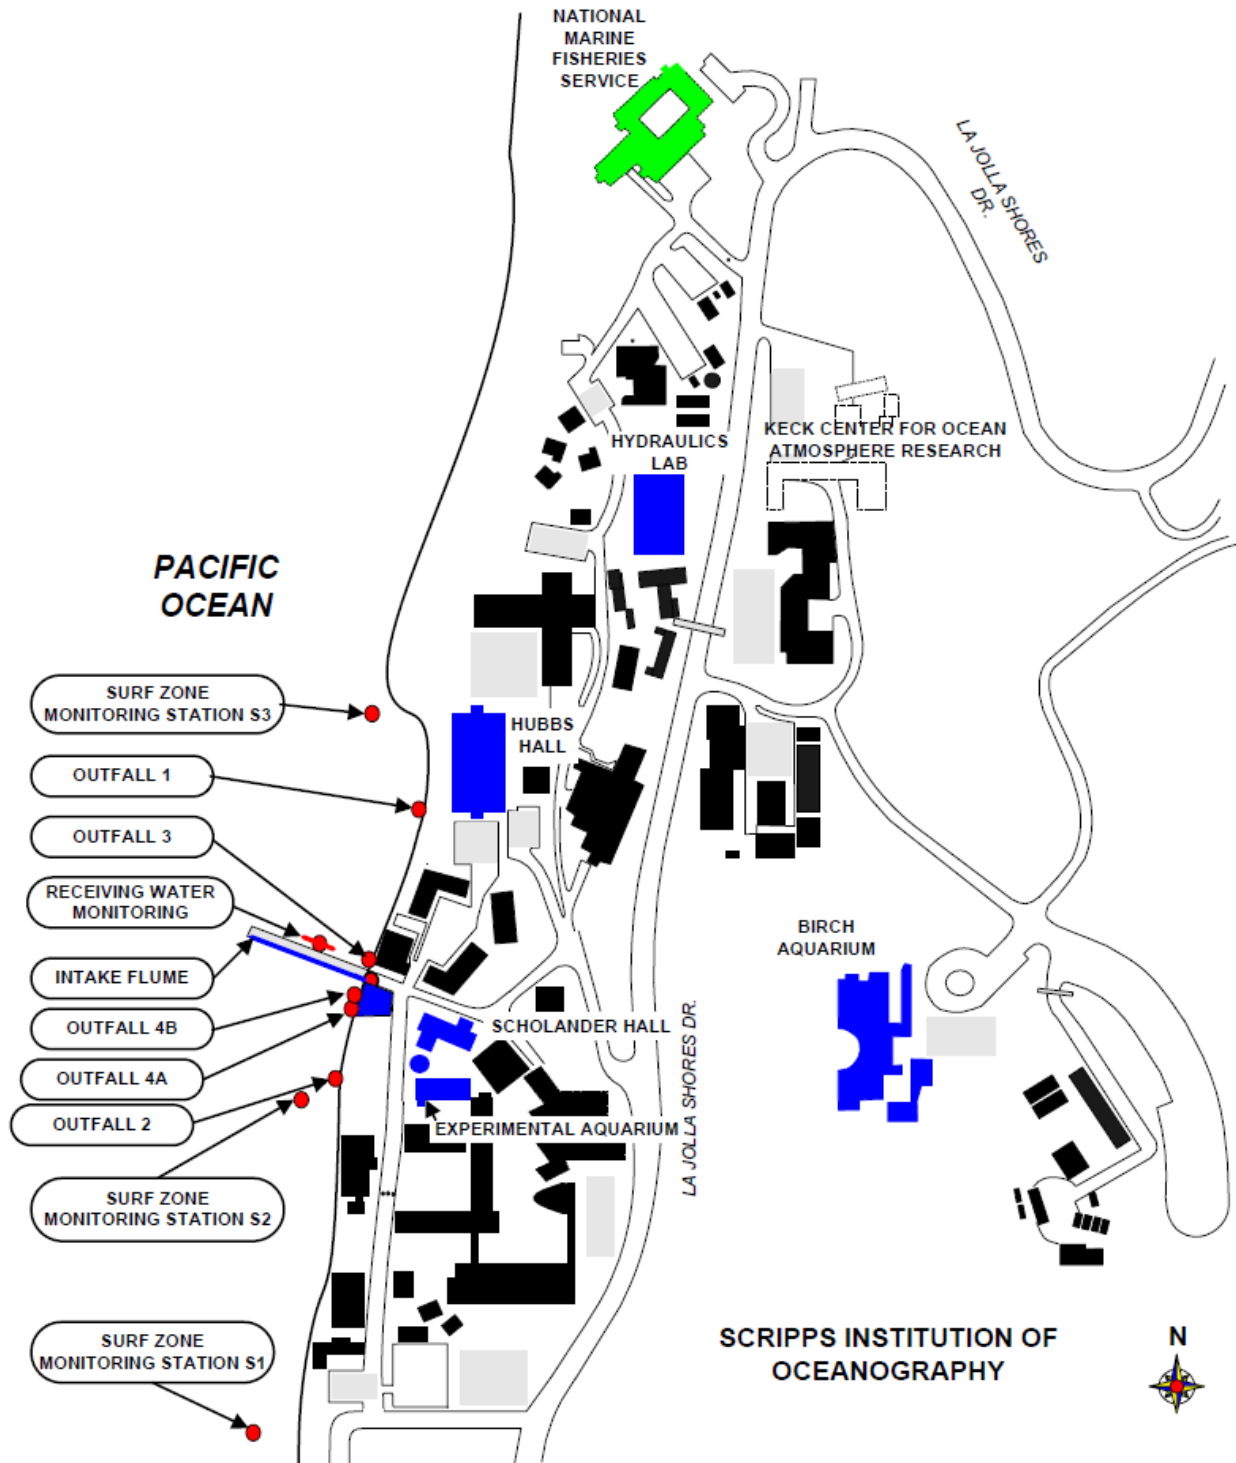 NATIONAL
MARINE
FISHERIES
SERVICE
LA JOLLA SHORES
DR.
HYDRAULICS
LAB
KECK CENTER FOR OCEAN
ATMOSPHERE RESEARCH
PACIFIC
OCEAN
SURF ZONE
MONITORING STATION S3
HUBBS
HALL
OUTFALL 1
OUTFALL 3
RECEIVING WATER
MONITORING
BIRCH
AQUARIUM
INTAKE FLUME
OUTFALL 4B
SCHOLANDER HALL
LA JOLLA SHORES DR.
OUTFALL 4A
OUTFALL 2
EXPERIMENTAL AQUARIUM
SURF ZONE
MONITORING STATION S2
SURF ZONE
MONITORING STATION S1
SCRIPPS INSTITUTION OF
OCEANOGRAPHY
N